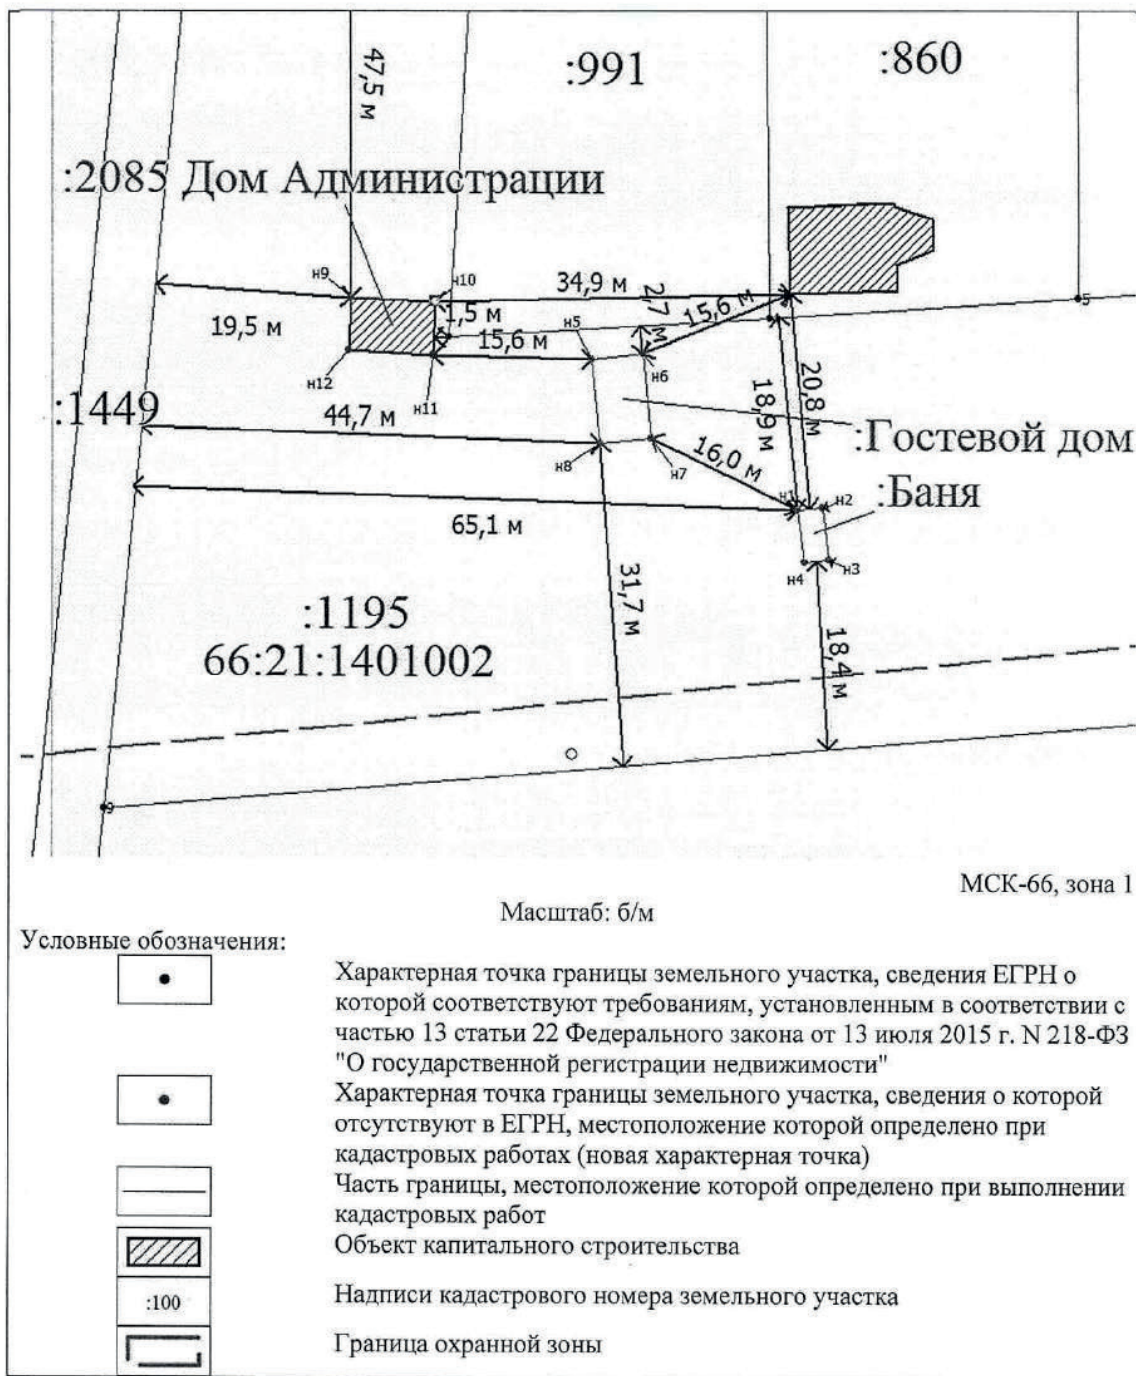 47,5 м
:991
:860
:2085 Дом Администрации
н9
н10
34,9 м
2,7 м
15,6 м
5
19,5 м
1,5 м
15,6 м
н5
н6
н12
н11
18,9 м
20,8 м
:1449
44,7 м
:Гостевой дом
н8
н7
16,0 м
:Баня
н1
н2
65,1 м
н4
н3
31,7 м
:1195
66:21:1401002
18,4 м
9
МСК-66, зона 1
Масштаб: б/м
Условные обозначения:
Характерная точка границы земельного участка, сведения ЕГРН о
которой соответствуют требованиям, установленным в соответствии с
частью 13 статьи 22 Федерального закона от 13 июля 2015 г. N 218-ФЗ
"О государственной регистрации недвижимости"
Характерная точка границы земельного участка, сведения о которой
отсутствуют в ЕГРН, местоположение которой определено при
кадастровых работах (новая характерная точка)
Часть границы, местоположение которой определено при выполнении
кадастровых работ
Объект капитального строительства
:100
Надписи кадастрового номера земельного участка
Граница охранной зоны